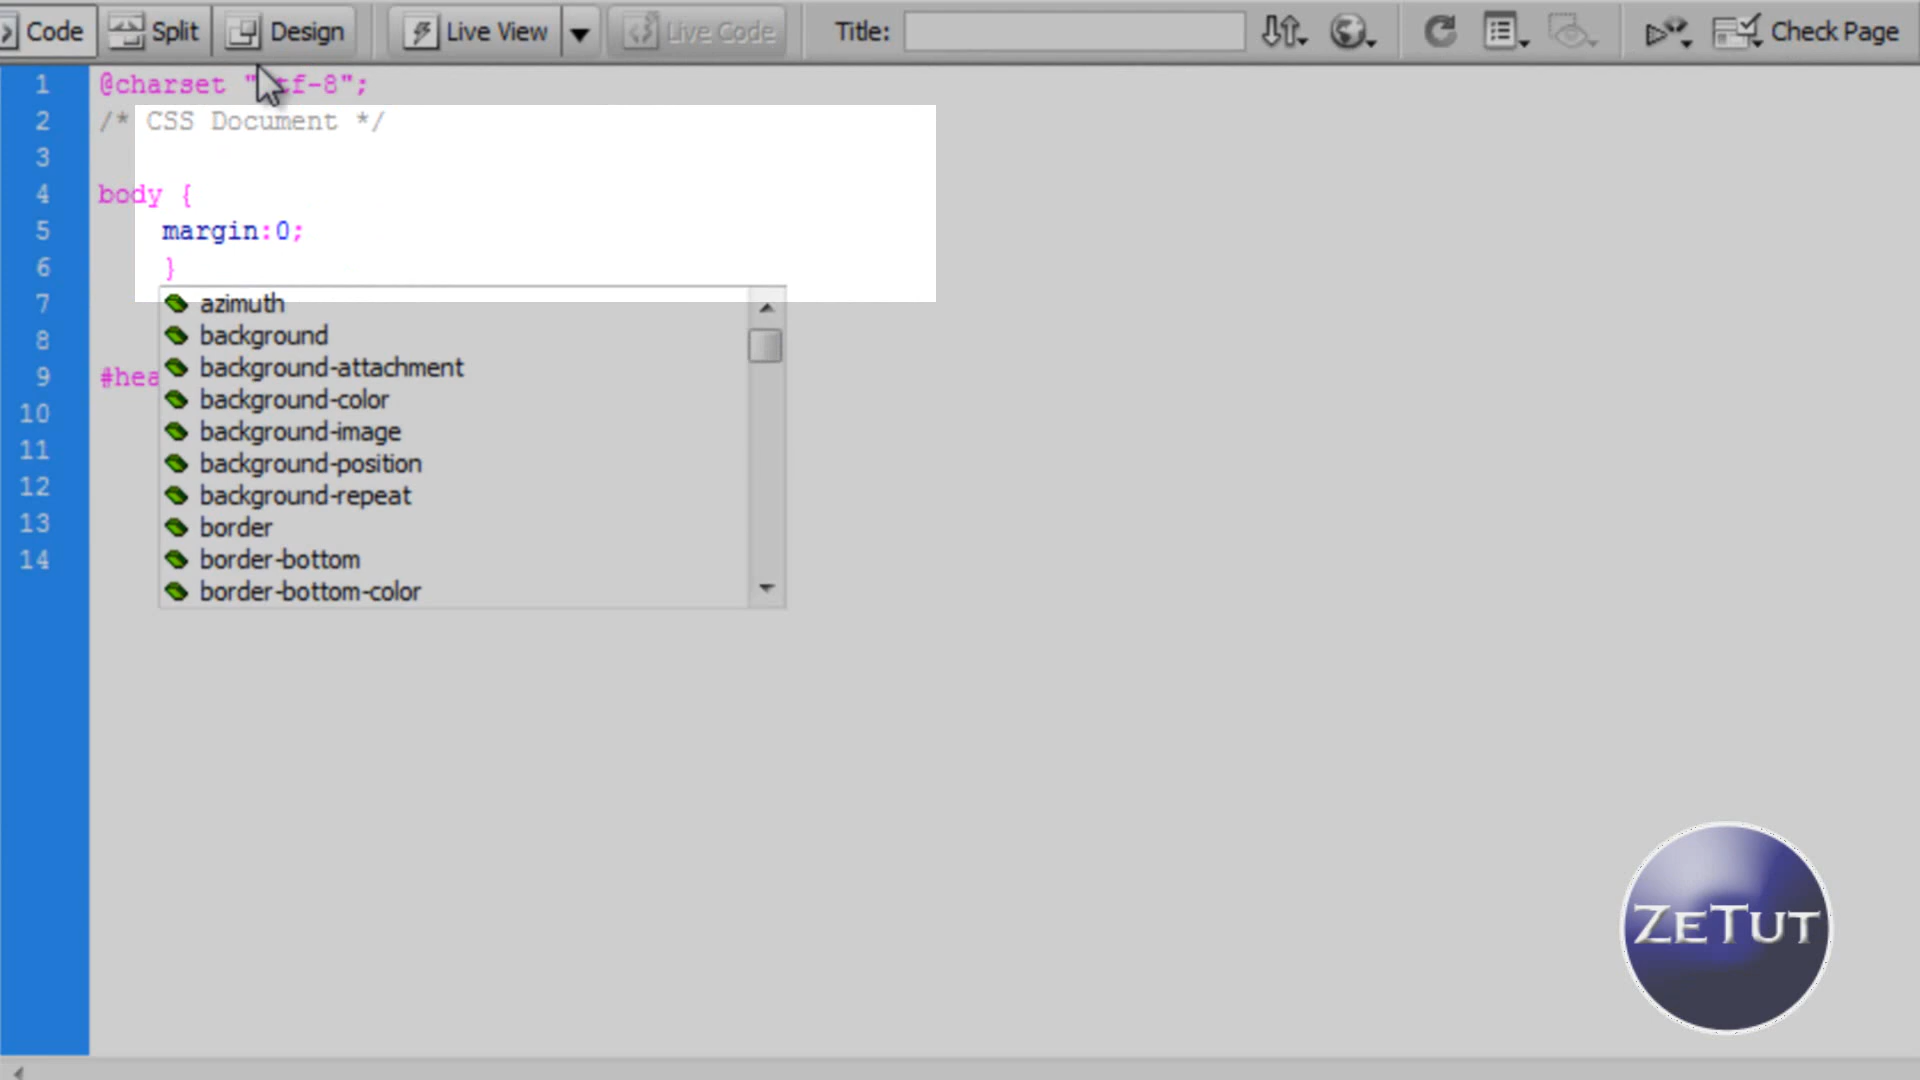 Code Split Design Live View Live Code Title: Check Page
1 @charset "tf-8";
2 /* CSS Document */
3
4 body {
5 margin:0;
6 }
7 azimuth
background
8 background-attachment
9 #hea background-color
10 background-image
11 background-position
12 background-repeat
13 border
14 border-bottom
border-bottom-color
ZETUT